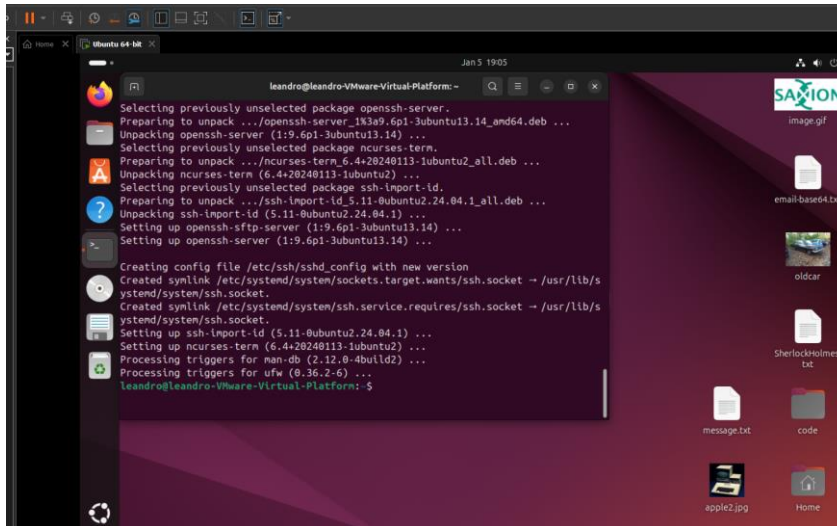 Home
Ubuntu 64-bit
Jan 5 19:05
leandro@leandro-VMware-Virtual-Platform: ~
Selecting previously unselected package openssh-server.
Preparing to unpack .../openssh-server_1%3a9.6p1-3ubuntu13.14_amd64.deb ...
Unpacking openssh-server (1:9.6p1-3ubuntu13.14) ...
Selecting previously unselected package ncurses-term.
Preparing to unpack .../ncurses-term_6.4+20240113-1ubuntu2_all.deb ...
Unpacking ncurses-term (6.4+20240113-1ubuntu2) ...
Selecting previously unselected package ssh-import-id.
Preparing to unpack .../ssh-import-id_5.11-0ubuntu2.24.04.1_all.deb ...
Unpacking ssh-import-id (5.11-0ubuntu2.24.04.1) ...
Setting up openssh-sftp-server (1:9.6p1-3ubuntu13.14) ...
Setting up openssh-server (1:9.6p1-3ubuntu13.14) ...
Creating config file /etc/ssh/sshd_config with new version
Created symlink /etc/systemd/system/sockets.target.wants/ssh.socket → /usr/lib/s
ystemd/system/ssh.socket.
Created symlink /etc/systemd/system/ssh.service.requires/ssh.socket → /usr/lib/s
ystemd/system/ssh.socket.
Setting up ssh-import-id (5.11-0ubuntu2.24.04.1) ...
Setting up ncurses-term (6.4+20240113-1ubuntu2) ...
Processing triggers for man-db (2.12.0-4build2) ...
Processing triggers for ufw (0.36.2-6) ...
leandro@leandro-VMware-Virtual-Platform:~$
SAXION
image.gif
email-base64.tx
oldcar
SherlockHolmes
txt
message.txt
code
apple2.jpg
Home